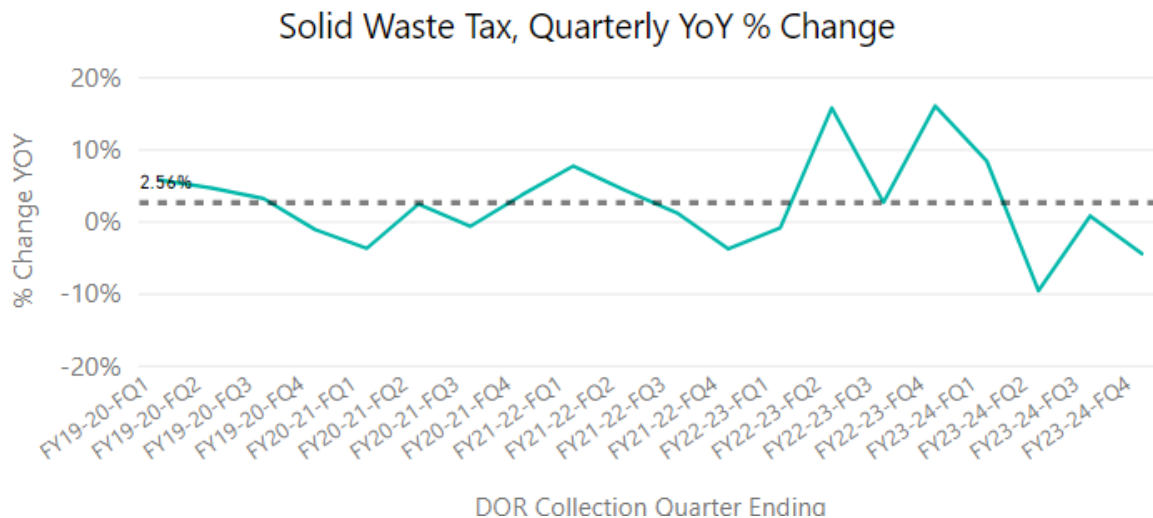 Solid Waste Tax, Quarterly YoY % Change
% Change YOY
20%
10%
2.56%
0%
-10%
-20%
FY19-20-FQ1
FY19-20-FQ2
FY19-20-FQ3
FY19-20-FQ4
FY20-21-FQ1
FY20-21-FQ2
FY20-21-FQ3
FY20-21-FQ4
FY21-22-FQ1
FY21-22-FQ2
FY21-22-FQ3
FY21-22-FQ4
FY22-23-FQ1
FY22-23-FQ2
FY22-23-FQ3
FY22-23-FQ4
FY23-24-FQ1
FY23-24-FQ2
FY23-24-FQ3
FY23-24-FQ4
DOR Collection Quarter Ending